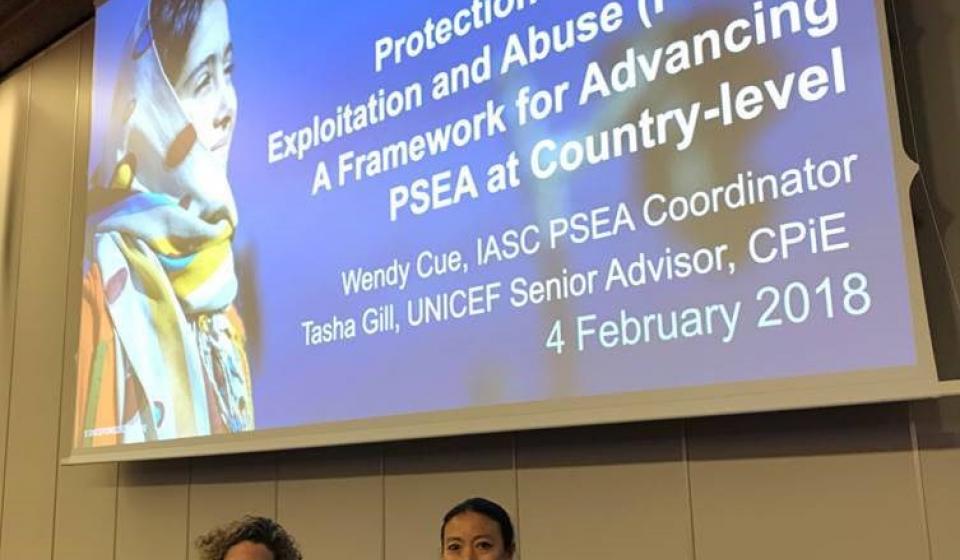 Protection
Exploitation and Abuse (
A Framework for Advancing
PSEA at Country-level
Wendy Cue, IASC PSEA Coordinator
Tasha Gill, UNICEF Senior Advisor, CPiE
4 February 2018